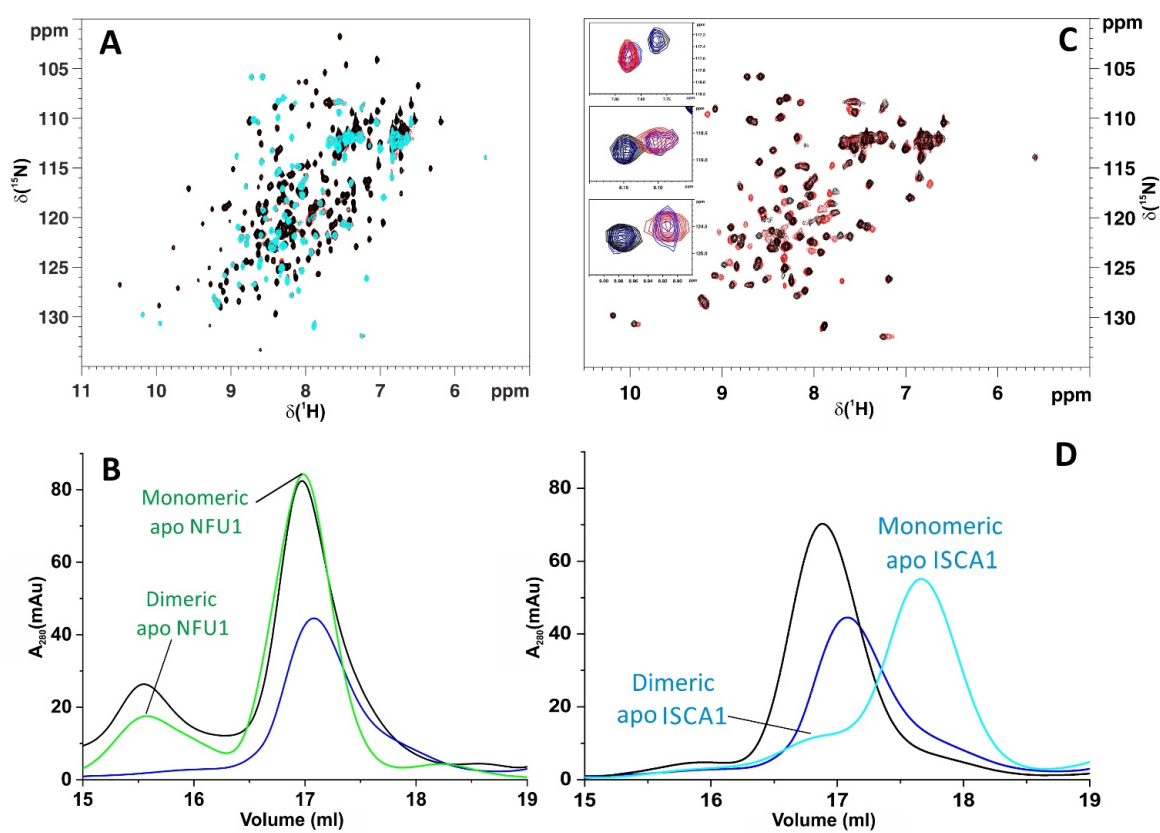 A
ppm
105
110
115
120
125
130
δ(¹⁵N)
11
10
9
8
7
6
ppm
δ(¹H)
C
ppm
105
110
115
120
125
130
δ(¹⁵N)
10
9
8
7
6
ppm
δ(¹H)
B
Monomeric
apo NFU1
Dimeric
apo NFU1
A₂₈₀(mAu)
80
60
40
20
0
15
16
17
18
19
Volume (ml)
D
Monomeric
apo ISCA1
Dimeric
apo ISCA1
A₂₈₀(mAu)
80
60
40
20
0
15
16
17
18
19
Volume (ml)